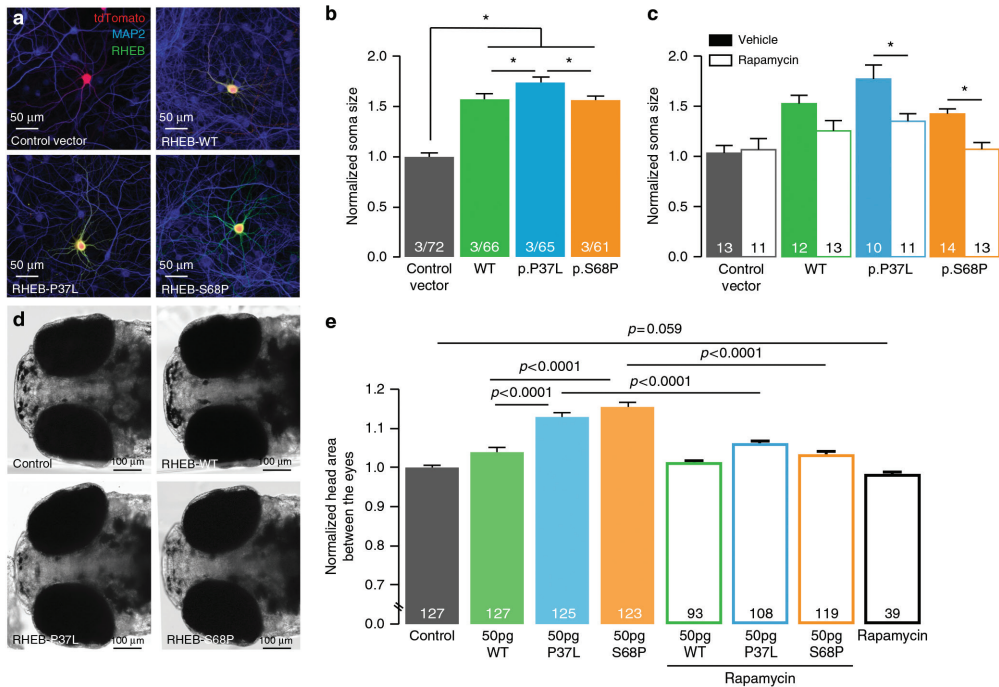 a
tdTomato
MAP2
RHEB
50 μm
Control vector
50 μm
RHEB-WT
50 μm
RHEB-P37L
50 μm
RHEB-S68P
b
*
* *
Normalized soma size
2.0
1.5
1.0
0.5
0.0
3/72 3/66 3/65 3/61
Control
vector
WT p.P37L p.S68P
c
Vehicle
Rapamycin
*
*
Normalized soma size
2.0
1.5
1.0
0.5
0.0
13 11 12 13 10 11 14 13
Control
vector
WT p.P37L p.S68P
d
Control
100 μm
RHEB-WT
100 μm
RHEB-P37L
100 μm
RHEB-S68P
100 μm
e
p=0.059
p<0.0001
p<0.0001
p<0.0001
p<0.0001
Normalized head area
between the eyes
1.2
1.1
1.0
0.9
0.8
0.7
0.0
127 127 125 123 93 108 119 39
Control
50pg
WT
50pg
P37L
50pg
S68P
50pg
WT
50pg
P37L
50pg
S68P
Rapamycin
Rapamycin